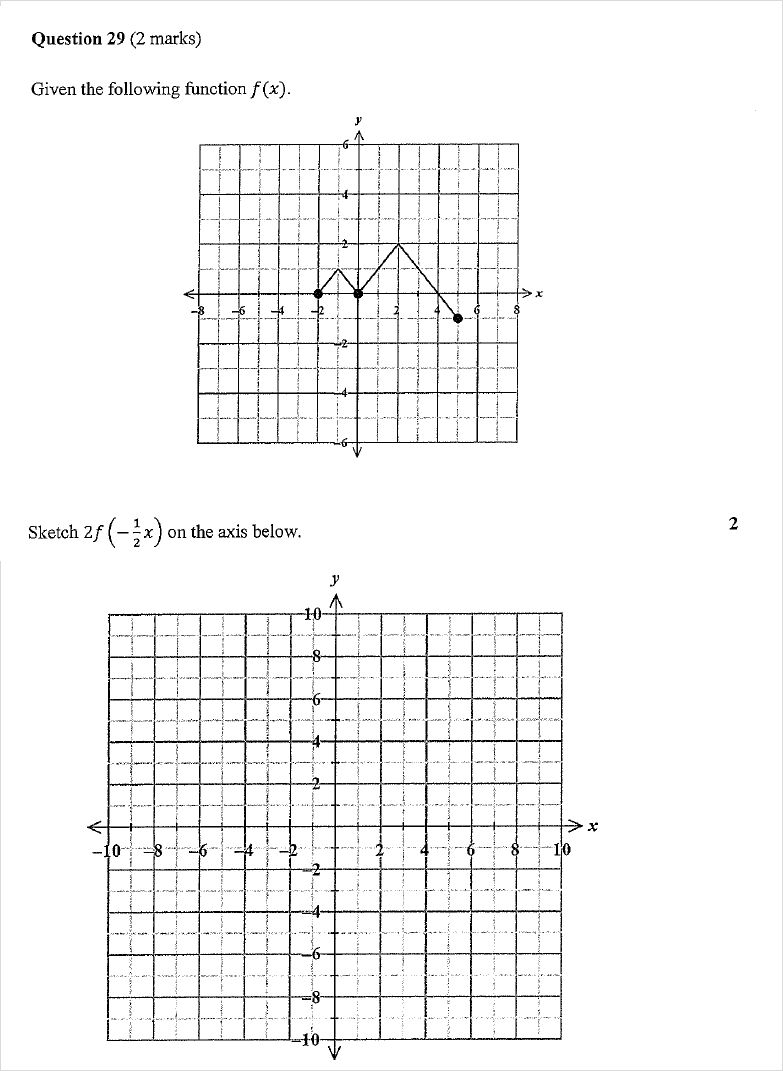 Question 29 (2 marks)
Given the following function f(x).
y
6
4
2
x
–8 –6 –4 –2 2 4 6 8
–2
–4
–6
Sketch 2f(–½x) on the axis below.
2
y
10
8
6
4
2
x
–10 –8 –6 –4 –2 2 4 6 8 10
–2
–4
–6
–8
–10